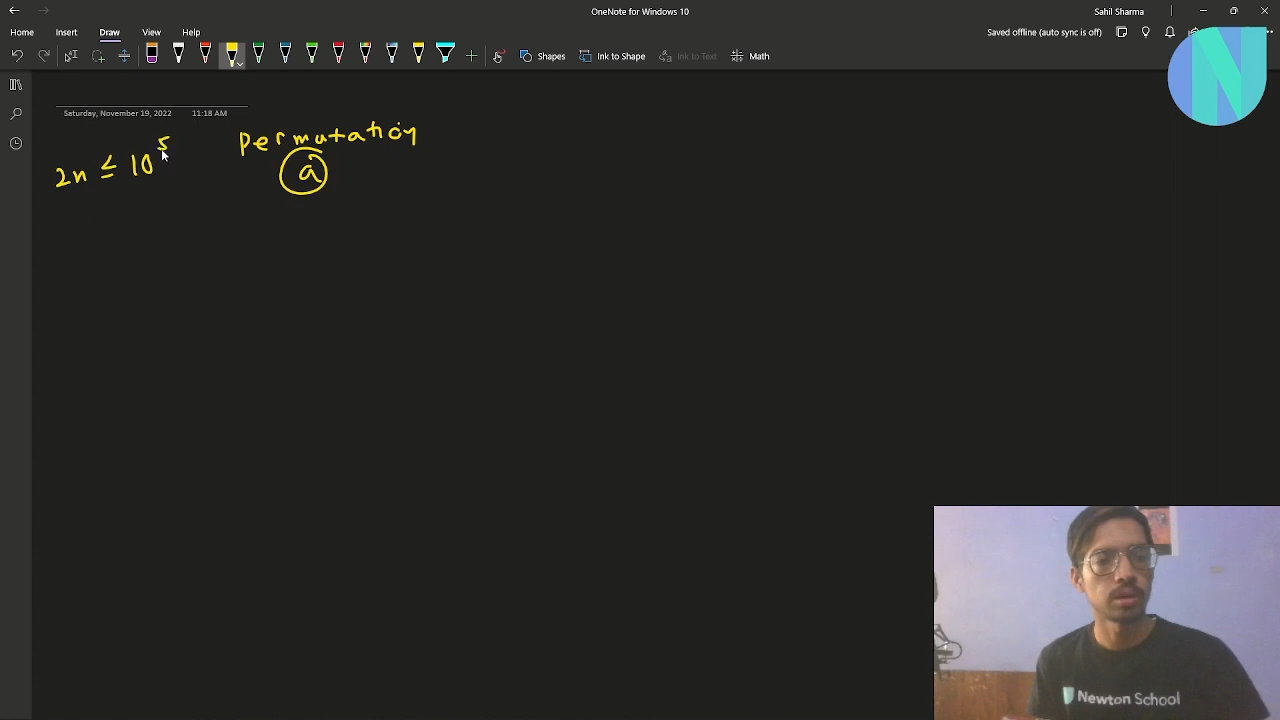 OneNote for Windows 10
Sahil Sharma
Home Insert Draw View Help
Saved offline (auto sync is off)
Shapes Ink to Shape Ink to Text Math
Saturday, November 19, 2022 11:18 AM
permutation
2n ≤ 10^5
a
N
Newton School